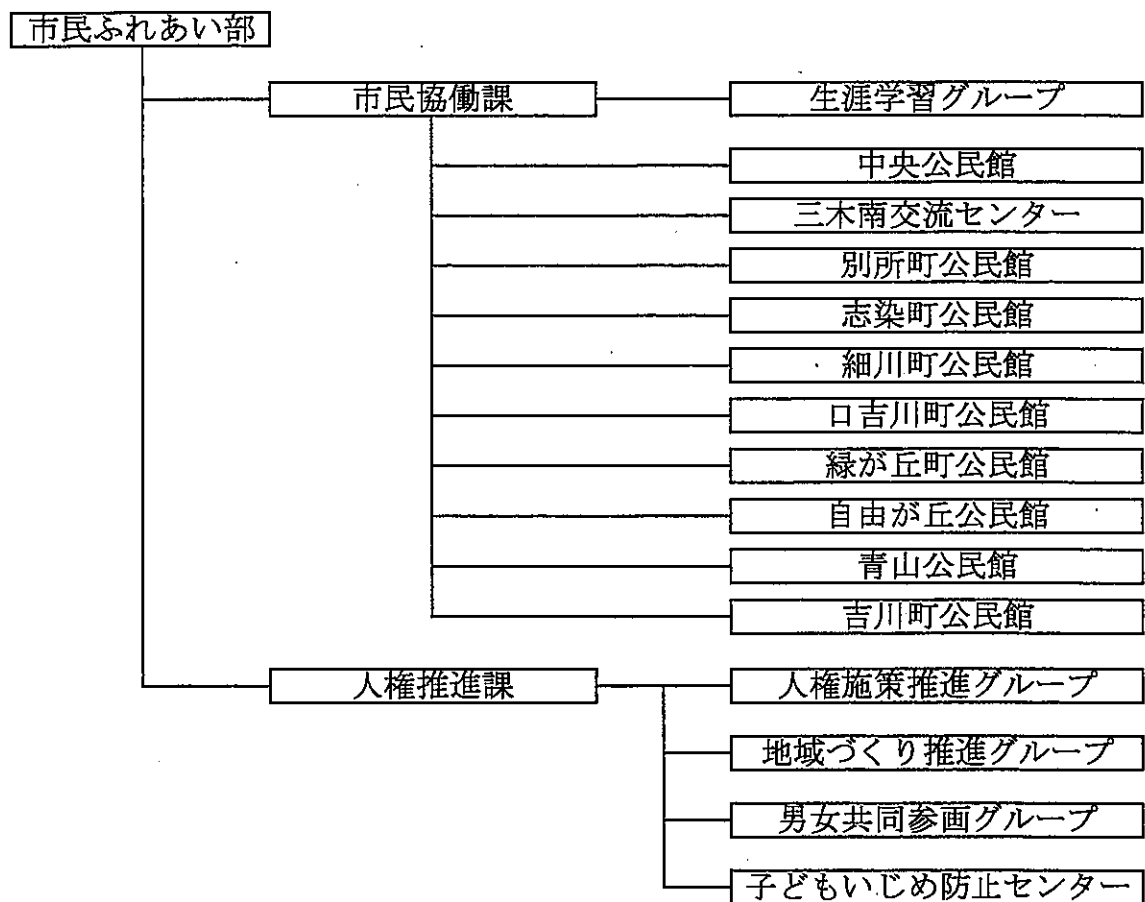 市民ふれあい部
市民協働課
生涯学習グループ
中央公民館
三木南交流センター
別所町公民館
志染町公民館
細川町公民館
口吉川町公民館
緑が丘町公民館
自由が丘公民館
青山公民館
吉川町公民館
人権推進課
人権施策推進グループ
地域づくり推進グループ
男女共同参画グループ
子どもいじめ防止センター